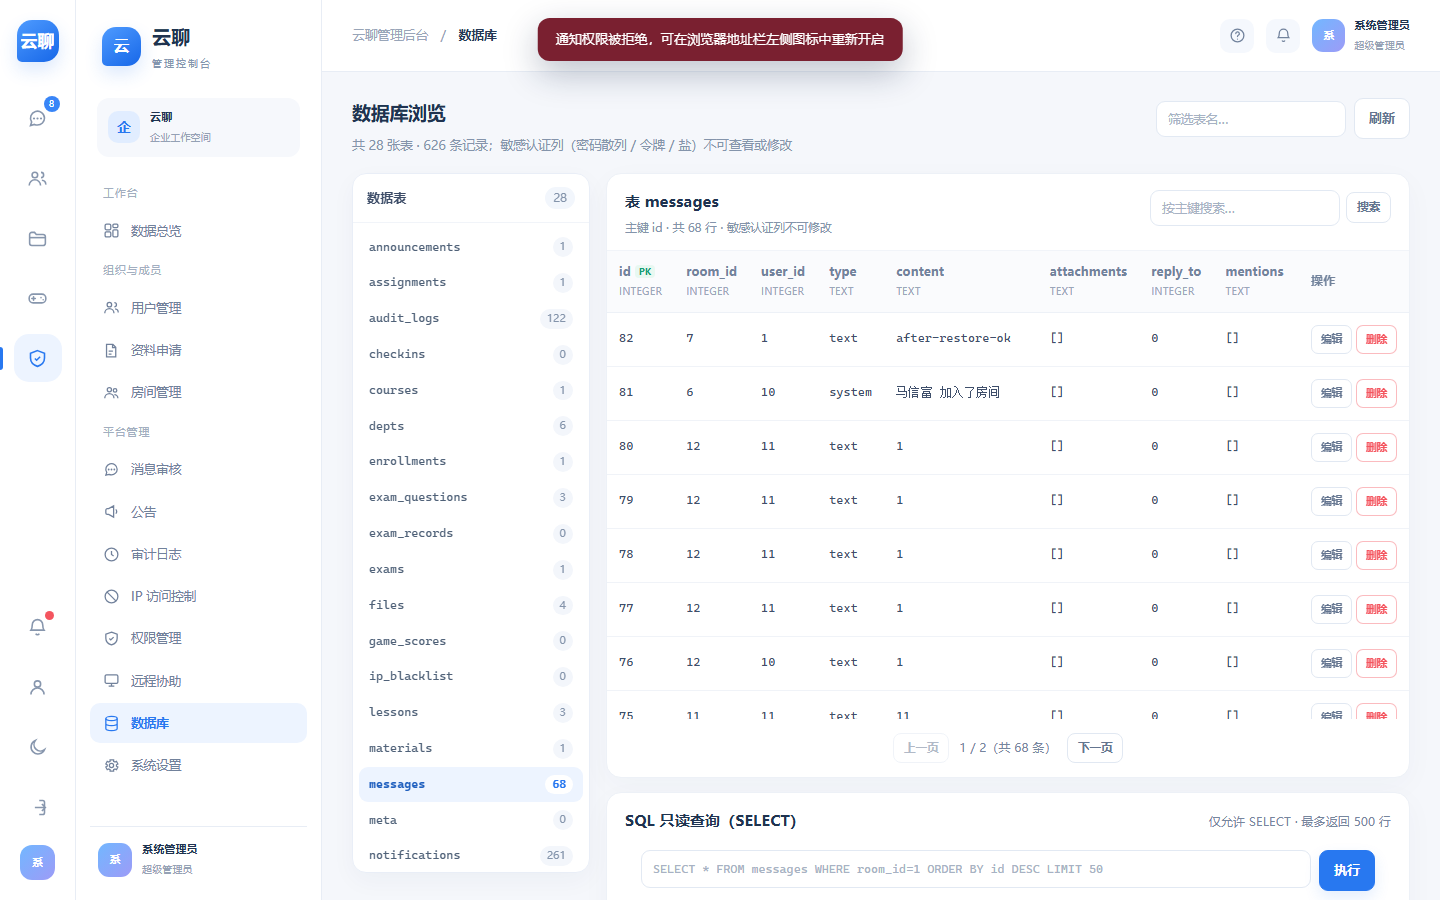 云聊
8
系
云
云聊
管理控制台
企
云聊
企业工作空间
工作台
数据总览
组织与成员
用户管理
资料申请
房间管理
平台管理
消息审核
公告
审计日志
IP 访问控制
权限管理
远程协助
数据库
系统设置
系
系统管理员
超级管理员
云聊管理后台 / 数据库
通知权限被拒绝，可在浏览器地址栏左侧图标中重新开启
系
系统管理员
超级管理员
数据库浏览
共 28 张表 · 626 条记录；敏感认证列（密码散列 / 令牌 / 盐）不可查看或修改
筛选表名...
刷新
数据表 28
announcements 1
assignments 1
audit_logs 122
checkins 0
courses 1
depts 6
enrollments 1
exam_questions 3
exam_records 0
exams 1
files 4
game_scores 0
ip_blacklist 0
lessons 3
materials 1
messages 68
meta 0
notifications 261
表 messages
主键 id · 共 68 行 · 敏感认证列不可修改
按主键搜索...
搜索
id PK room_id user_id type content attachments reply_to mentions 操作
INTEGER INTEGER INTEGER TEXT TEXT TEXT INTEGER TEXT
82 7 1 text after-restore-ok [] 0 [] 编辑 删除
81 6 10 system 马信富 加入了房间 [] 0 [] 编辑 删除
80 12 11 text 1 [] 0 [] 编辑 删除
79 12 11 text 1 [] 0 [] 编辑 删除
78 12 11 text 1 [] 0 [] 编辑 删除
77 12 11 text 1 [] 0 [] 编辑 删除
76 12 10 text 1 [] 0 [] 编辑 删除
75 11 11 text 11 [] 0 [] 编辑 删除
上一页 1 / 2（共 68 条） 下一页
SQL 只读查询（SELECT）
仅允许 SELECT · 最多返回 500 行
SELECT * FROM messages WHERE room_id=1 ORDER BY id DESC LIMIT 50
执行